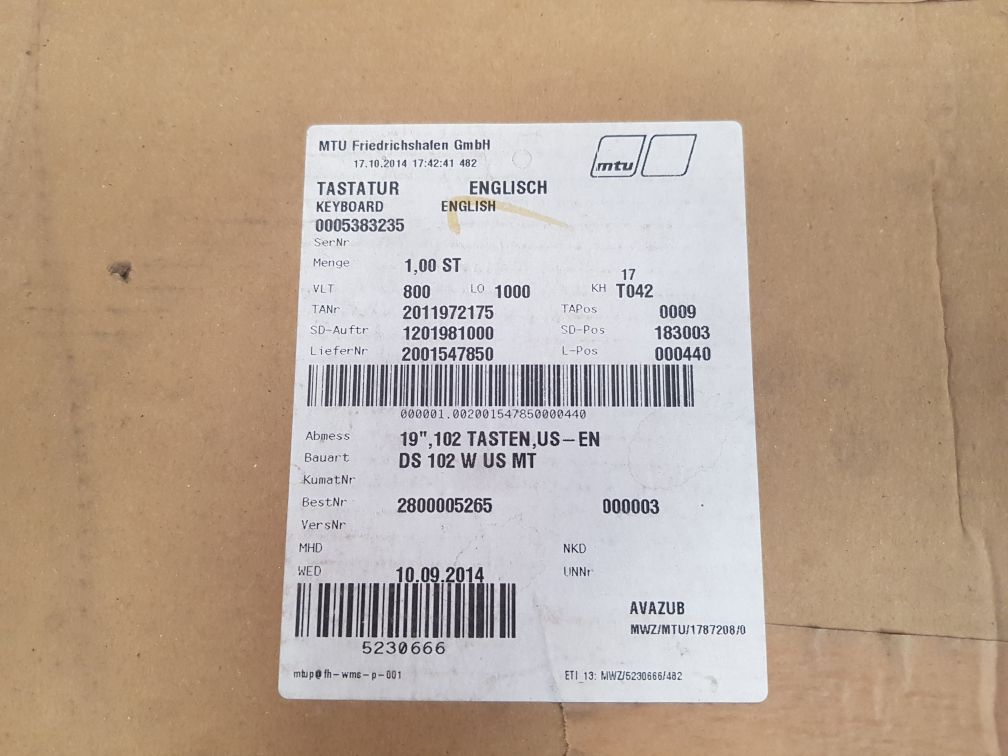 MTU Friedrichshafen GmbH
17.10.2014 17:42:41 482
mtu
TASTATUR ENGLISCH
KEYBOARD ENGLISH
0005383235
SerNr
Menge 1,00 ST
17
VLT 800 LO 1000 KH T042
TANr 2011972175 TAPos 0009
SD-Auftr 1201981000 SD-Pos 183003
LieferNr 2001547850 L-Pos 000440
000001.002001547850000440
Abmess 19",102 TASTEN,US-EN
Bauart DS 102 W US MT
KumatNr
BestNr 2800005265 000003
VersNr
MHD NKD
WED 10.09.2014 UNNr
AVAZUB
5230666 MWZ/MTU/1787208/0
mtup@fh-wms-p-001 ETI_13: MWZ/5230666/482